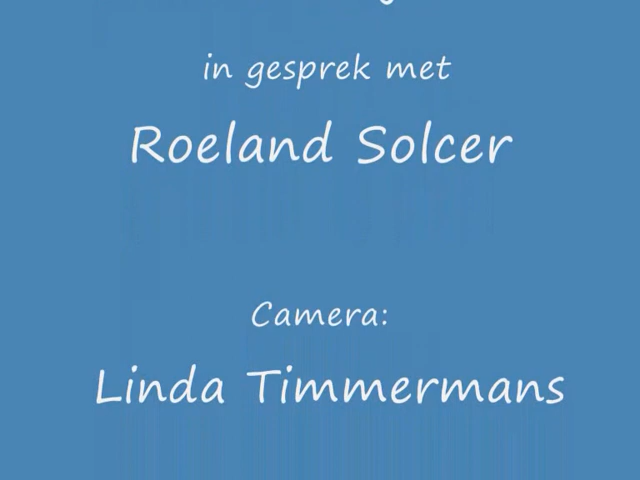 in gesprek met
Roeland Solcer
Camera:
Linda Timmermans